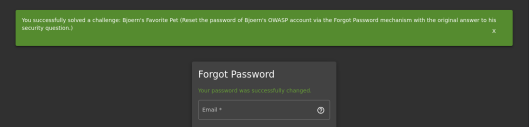 You successfully solved a challenge: Bjoern's Favorite Pet (Reset the password of Bjoern's OWASP account via the Forgot Password mechanism with the original answer to his
security question.)
X
Forgot Password
Your password was successfully changed.
Email *